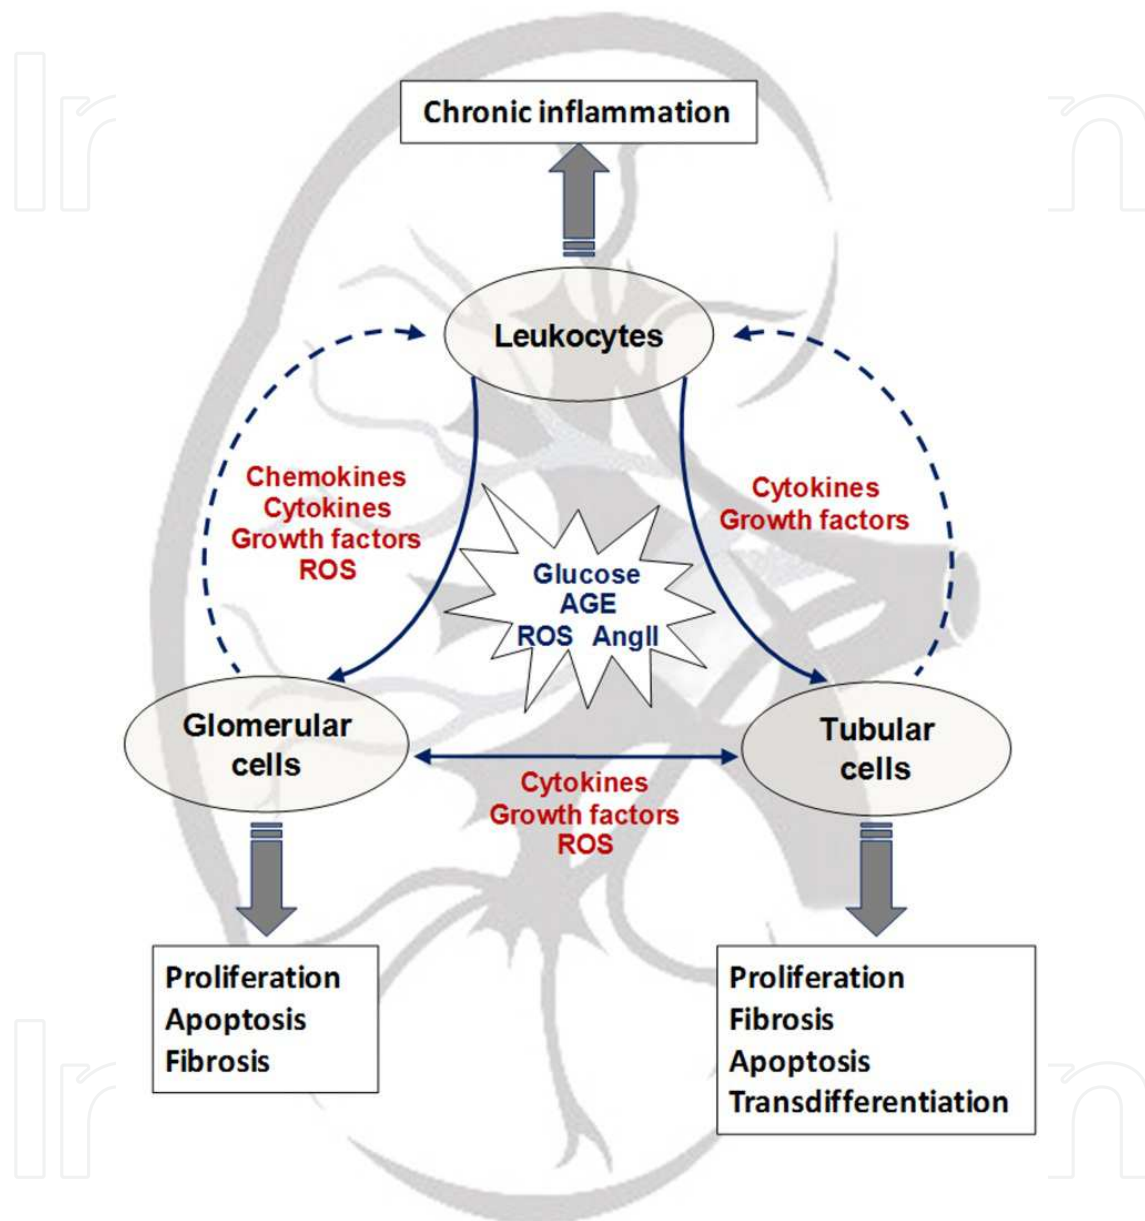 Chronic inflammation
Leukocytes
Chemokines
Cytokines
Growth factors
ROS
Cytokines
Growth factors
Glucose
AGE
ROS AngII
Glomerular
cells
Tubular
cells
Cytokines
Growth factors
ROS
Proliferation
Apoptosis
Fibrosis
Proliferation
Fibrosis
Apoptosis
Transdifferentiation